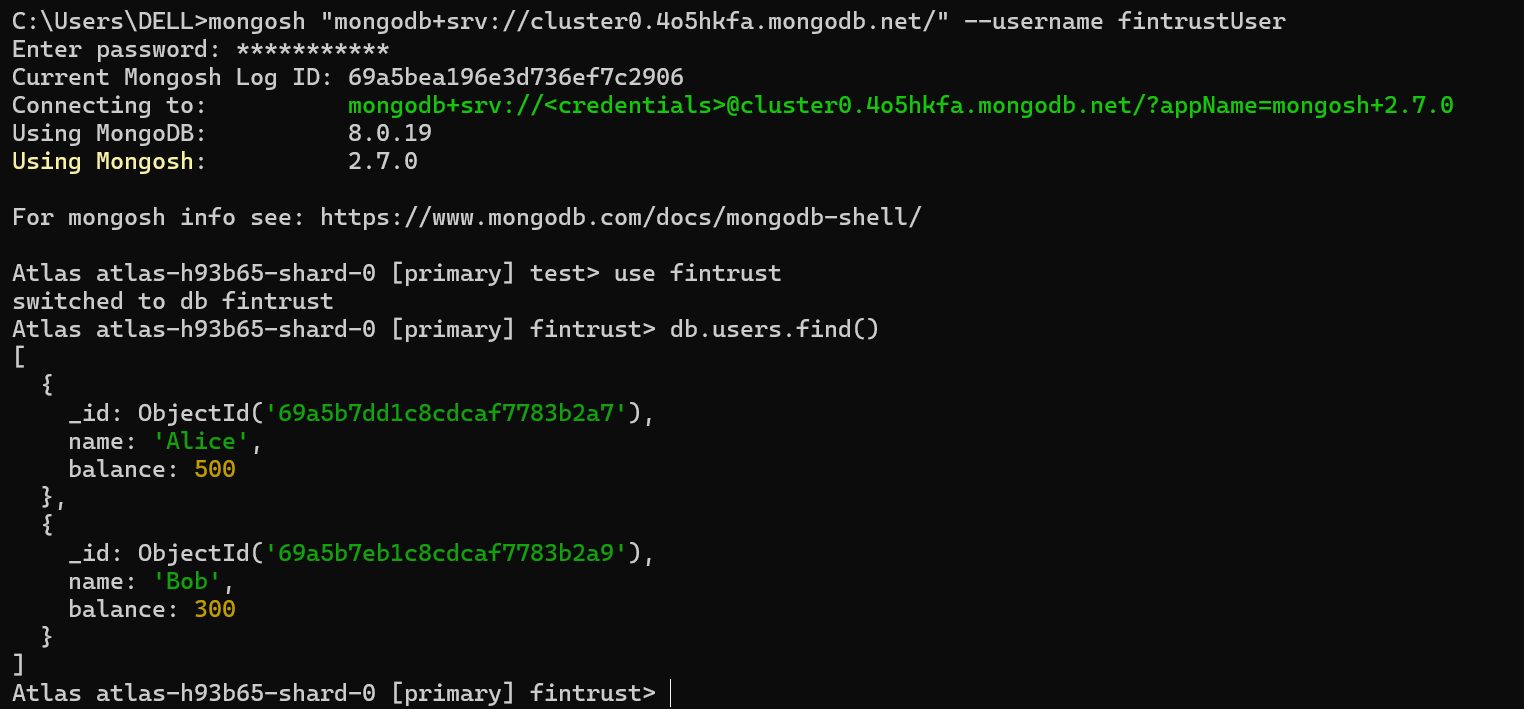 C:\Users\DELL>mongosh "mongodb+srv://cluster0.4o5hkfa.mongodb.net/" --username fintrustUser
Enter password: ***********
Current Mongosh Log ID: 69a5bea196e3d736ef7c2906
Connecting to:          mongodb+srv://<credentials>@cluster0.4o5hkfa.mongodb.net/?appName=mongosh+2.7.0
Using MongoDB:          8.0.19
Using Mongosh:          2.7.0

For mongosh info see: https://www.mongodb.com/docs/mongodb-shell/

Atlas atlas-h93b65-shard-0 [primary] test> use fintrust
switched to db fintrust
Atlas atlas-h93b65-shard-0 [primary] fintrust> db.users.find()
[
  {
    _id: ObjectId('69a5b7dd1c8cdcaf7783b2a7'),
    name: 'Alice',
    balance: 500
  },
  {
    _id: ObjectId('69a5b7eb1c8cdcaf7783b2a9'),
    name: 'Bob',
    balance: 300
  }
]
Atlas atlas-h93b65-shard-0 [primary] fintrust>